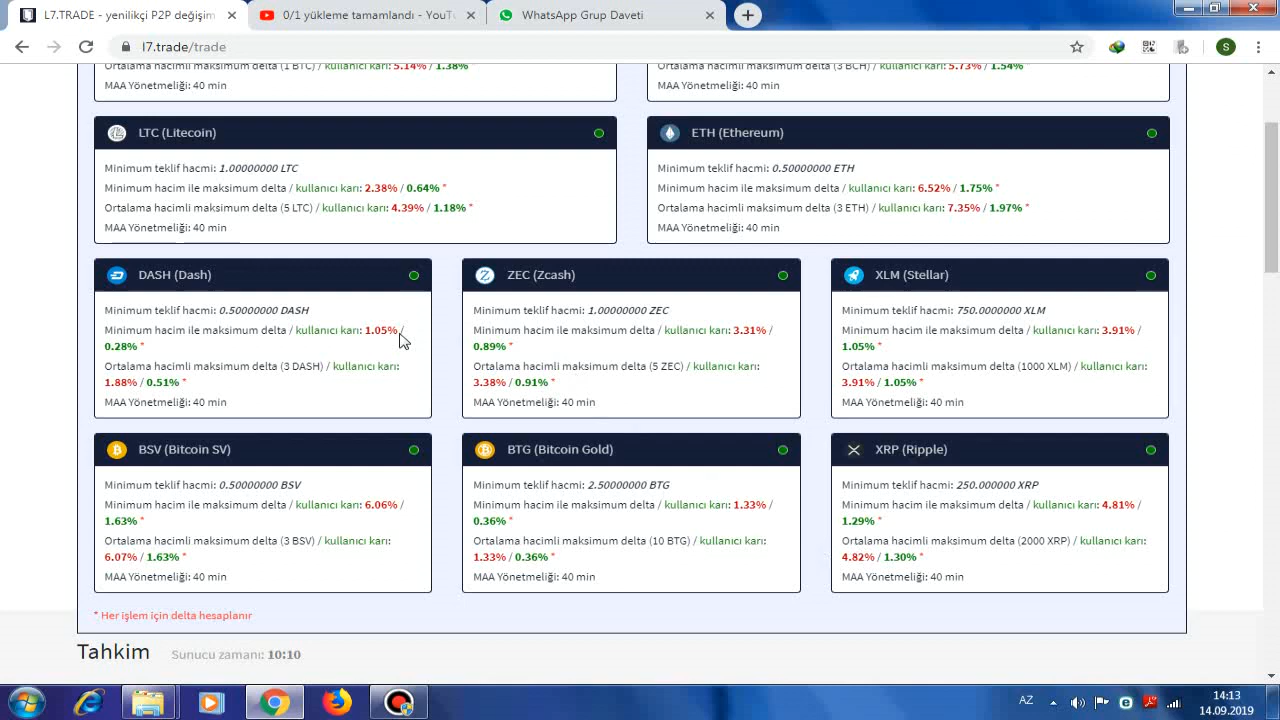 L7.TRADE - yenilikçi P2P değişim
0/1 yükleme tamamlandı - YouTu
WhatsApp Grup Daveti
l7.trade/trade
S
Ortalama hacimli maksimum delta (1 BTC) / kullanıcı karı: 5.14% / 1.38% *
MAA Yönetmeliği: 40 min
Ortalama hacimli maksimum delta (3 BCH) / kullanıcı karı: 5.73% / 1.54% *
MAA Yönetmeliği: 40 min
LTC (Litecoin)
Minimum teklif hacmi: 1.00000000 LTC
Minimum hacim ile maksimum delta / kullanıcı karı: 2.38% / 0.64% *
Ortalama hacimli maksimum delta (5 LTC) / kullanıcı karı: 4.39% / 1.18% *
MAA Yönetmeliği: 40 min
ETH (Ethereum)
Minimum teklif hacmi: 0.50000000 ETH
Minimum hacim ile maksimum delta / kullanıcı karı: 6.52% / 1.75% *
Ortalama hacimli maksimum delta (3 ETH) / kullanıcı karı: 7.35% / 1.97% *
MAA Yönetmeliği: 40 min
DASH (Dash)
Minimum teklif hacmi: 0.50000000 DASH
Minimum hacim ile maksimum delta / kullanıcı karı: 1.05% /
0.28% *
Ortalama hacimli maksimum delta (3 DASH) / kullanıcı karı:
1.88% / 0.51% *
MAA Yönetmeliği: 40 min
ZEC (Zcash)
Minimum teklif hacmi: 1.00000000 ZEC
Minimum hacim ile maksimum delta / kullanıcı karı: 3.31% /
0.89% *
Ortalama hacimli maksimum delta (5 ZEC) / kullanıcı karı:
3.38% / 0.91% *
MAA Yönetmeliği: 40 min
XLM (Stellar)
Minimum teklif hacmi: 750.0000000 XLM
Minimum hacim ile maksimum delta / kullanıcı karı: 3.91% /
1.05% *
Ortalama hacimli maksimum delta (1000 XLM) / kullanıcı karı:
3.91% / 1.05% *
MAA Yönetmeliği: 40 min
BSV (Bitcoin SV)
Minimum teklif hacmi: 0.50000000 BSV
Minimum hacim ile maksimum delta / kullanıcı karı: 6.06% /
1.63% *
Ortalama hacimli maksimum delta (3 BSV) / kullanıcı karı:
6.07% / 1.63% *
MAA Yönetmeliği: 40 min
BTG (Bitcoin Gold)
Minimum teklif hacmi: 2.50000000 BTG
Minimum hacim ile maksimum delta / kullanıcı karı: 1.33% /
0.36% *
Ortalama hacimli maksimum delta (10 BTG) / kullanıcı karı:
1.33% / 0.36% *
MAA Yönetmeliği: 40 min
XRP (Ripple)
Minimum teklif hacmi: 250.000000 XRP
Minimum hacim ile maksimum delta / kullanıcı karı: 4.81% /
1.29% *
Ortalama hacimli maksimum delta (2000 XRP) / kullanıcı karı:
4.82% / 1.30% *
MAA Yönetmeliği: 40 min
* Her işlem için delta hesaplanır
Tahkim Sunucu zamanı: 10:10
AZ
14:13
14.09.2019